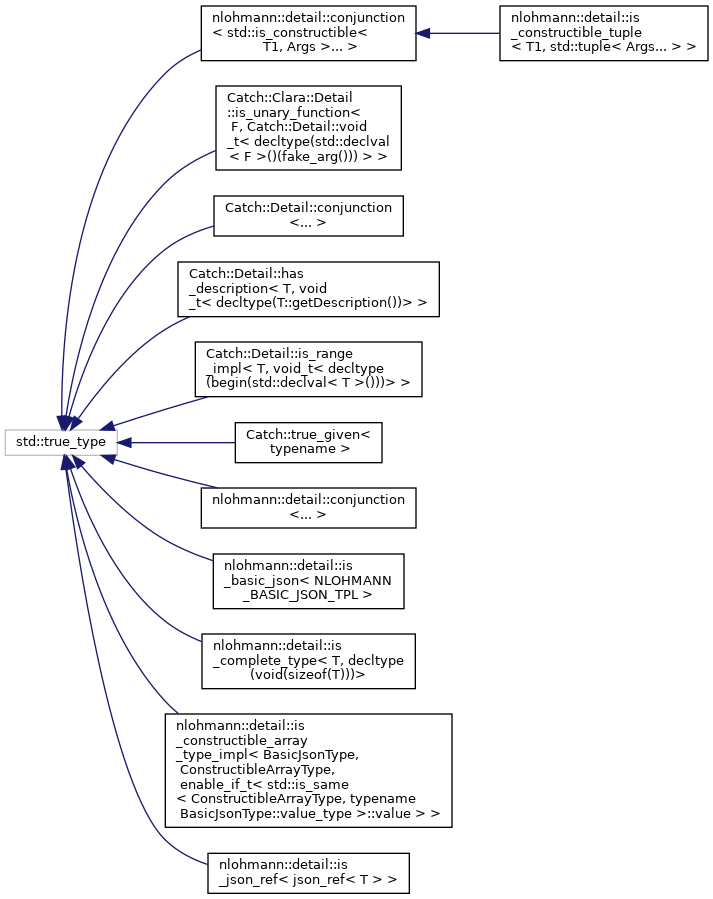 nlohmann::detail::conjunction
< std::is_constructible<
T1, Args >... >
nlohmann::detail::is
_constructible_tuple
< T1, std::tuple< Args... > >
Catch::Clara::Detail
::is_unary_function<
F, Catch::Detail::void
_t< decltype(std::declval
< F >()(fake_arg())) > >
Catch::Detail::conjunction
<... >
Catch::Detail::has
_description< T, void
_t< decltype(T::getDescription())> >
Catch::Detail::is_range
_impl< T, void_t< decltype
(begin(std::declval< T >()))> >
std::true_type
Catch::true_given<
typename >
nlohmann::detail::conjunction
<... >
nlohmann::detail::is
_basic_json< NLOHMANN
_BASIC_JSON_TPL >
nlohmann::detail::is
_complete_type< T, decltype
(void(sizeof(T)))>
nlohmann::detail::is
_constructible_array
_type_impl< BasicJsonType,
ConstructibleArrayType,
enable_if_t< std::is_same
< ConstructibleArrayType, typename
BasicJsonType::value_type >::value > >
nlohmann::detail::is
_json_ref< json_ref< T > >